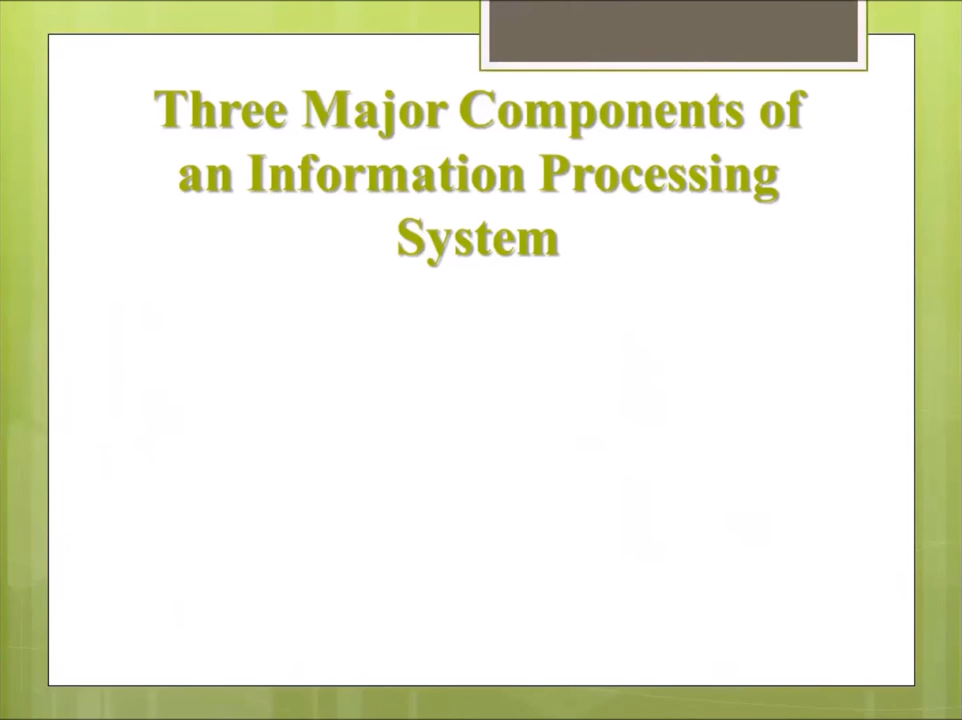 Three Major Components of
an Information Processing
System